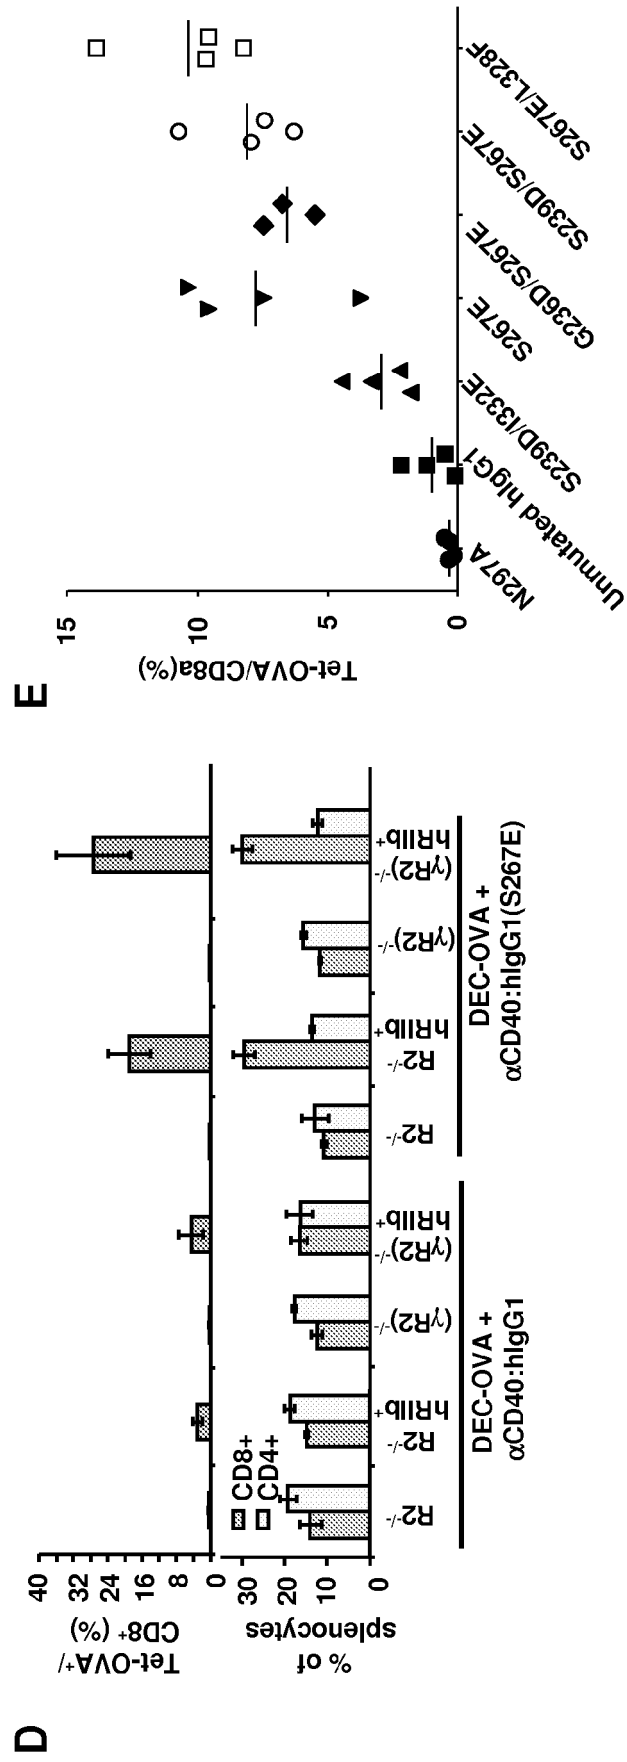 D
Tet-OVA⁺/
CD8⁺ (%)
40
32
24
16
8
0
% of
splenocytes
30
20
10
0
CD8+
CD4+
R2⁻/⁻
R2⁻/⁻
hRIIb⁺
(γR2)⁻/⁻
(γR2)⁻/⁻
hRIIb⁺
R2⁻/⁻
R2⁻/⁻
hRIIb⁺
(γR2)⁻/⁻
(γR2)⁻/⁻
hRIIb⁺
DEC-OVA +
αCD40:hIgG1
DEC-OVA +
αCD40:hIgG1(S267E)
E
Tet-OVA/CD8a(%)
15
10
5
0
N297A
Unmutated hIgG1
S239D/I332E
S267E
G236D/S267E
S239D/S267E
S267E/L328F